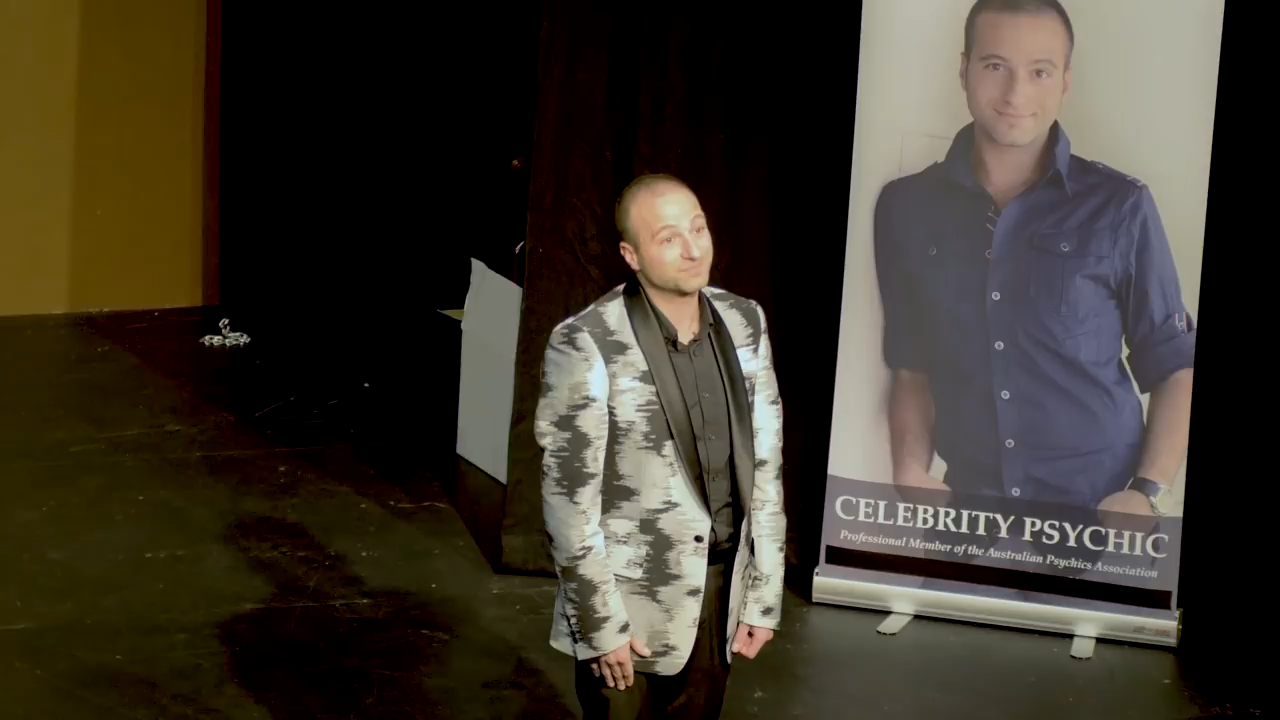 CELEBRITY PSYCHIC
Professional Member of the Australian Psychics Association